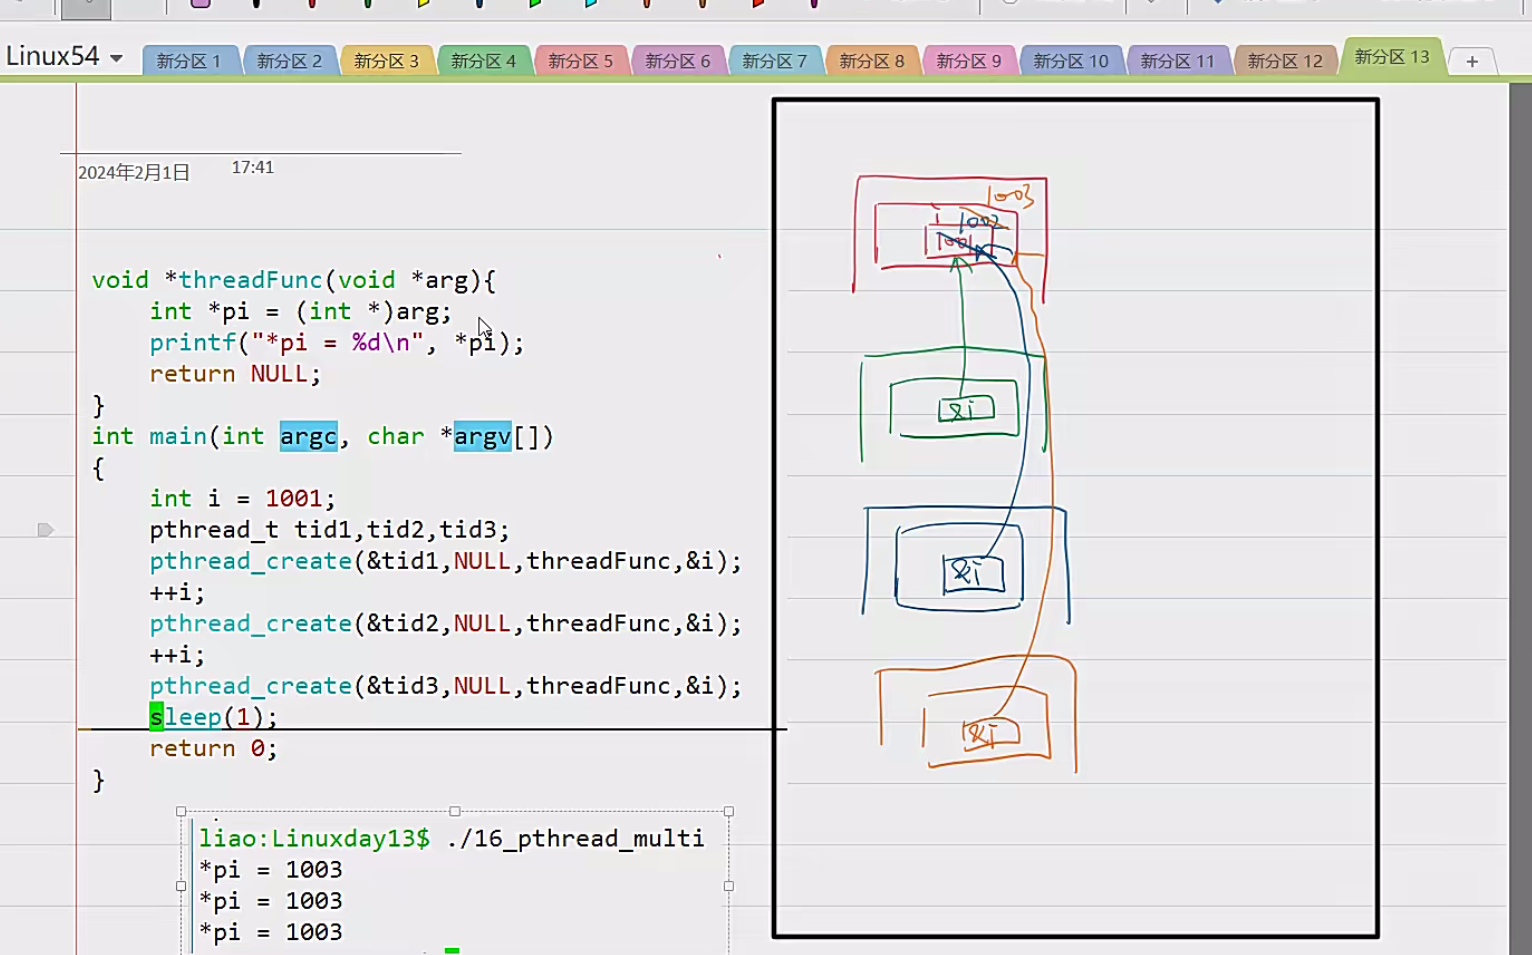 Linux54 新分区 1 新分区 2 新分区 3 新分区 4 新分区 5 新分区 6 新分区 7 新分区 8 新分区 9 新分区 10 新分区 11 新分区 12 新分区 13 +
2024年2月1日 17:41
void *threadFunc(void *arg){
    int *pi = (int *)arg;
    printf("*pi = %d\n", *pi);
    return NULL;
}
int main(int argc, char *argv[])
{
    int i = 1001;
    pthread_t tid1,tid2,tid3;
    pthread_create(&tid1,NULL,threadFunc,&i);
    ++i;
    pthread_create(&tid2,NULL,threadFunc,&i);
    ++i;
    pthread_create(&tid3,NULL,threadFunc,&i);
    sleep(1);
    return 0;
}
liao:Linuxday13$ ./16_pthread_multi
*pi = 1003
*pi = 1003
*pi = 1003
1003
i 1002
1001
&i
&i
&i